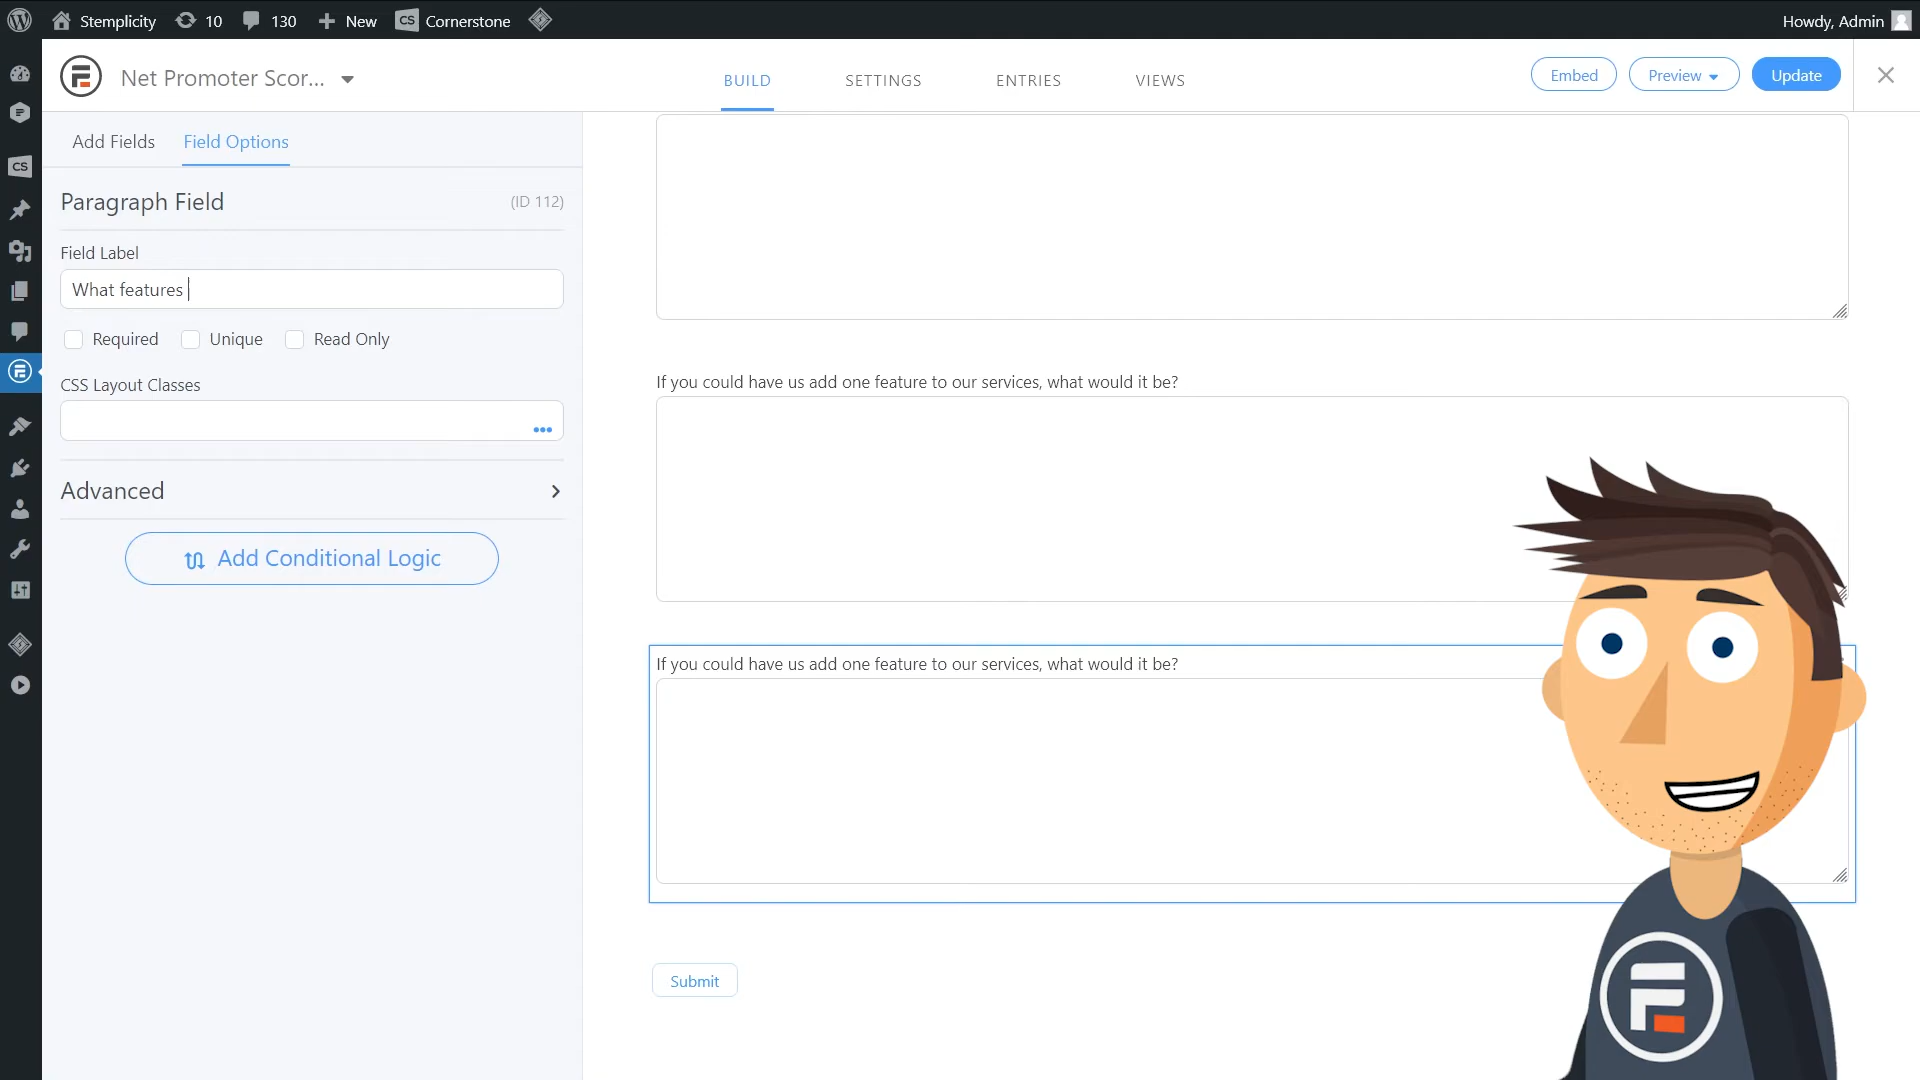 Stemplicity 10 130 New CS Cornerstone Howdy, Admin
Net Promoter Scor... BUILD SETTINGS ENTRIES VIEWS Embed Preview Update
Add Fields Field Options
CS
Paragraph Field (ID 112)
Field Label
What features
Required Unique Read Only
CSS Layout Classes
Advanced
Add Conditional Logic
If you could have us add one feature to our services, what would it be?
If you could have us add one feature to our services, what would it be?
Submit